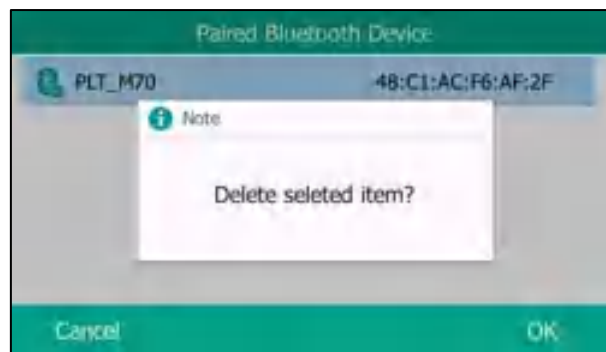 Paired Bluetooth Device
PLT_M70 48:C1:AC:F6:AF:2F
Note
Delete seleted item?
Cancel OK